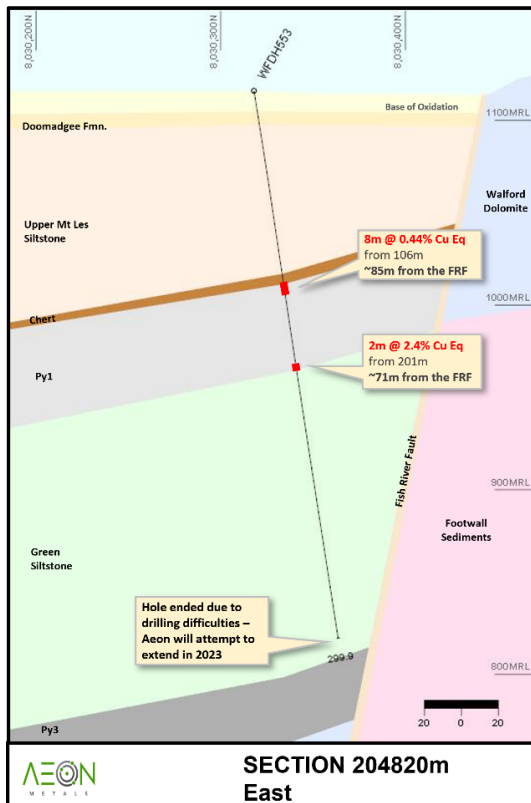 8,030,200N
8,030,300N
8,030,400N
WFDH553
Base of Oxidation
1100MRL
Doomadgee Fmn.
Walford
Dolomite
Upper Mt Les
Siltstone
8m @ 0.44% Cu Eq
from 106m
~85m from the FRF
1000MRL
Chert
2m @ 2.4% Cu Eq
from 201m
~71m from the FRF
Py1
Fish River Fault
900MRL
Footwall
Sediments
Green
Siltstone
Hole ended due to
drilling difficulties –
Aeon will attempt to
extend in 2023
299.9
800MRL
20 0 20
Py3
AEON
METALS
SECTION 204820m
East